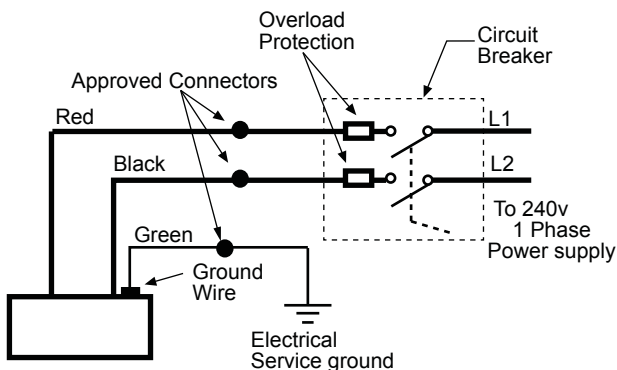 Overload
Protection
Circuit
Breaker
Approved Connectors
Red
L1
Black
L2
To 240v
1 Phase
Power supply
Green
Ground
Wire
Electrical
Service ground